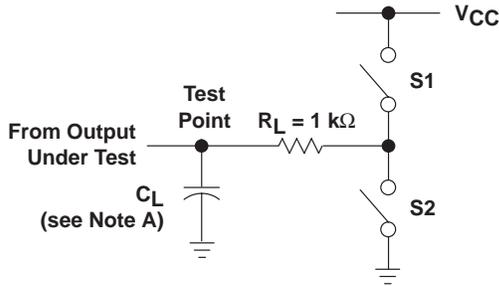 VCC
S1
Test
Point
RL = 1 kΩ
From Output
Under Test
CL
(see Note A)
S2